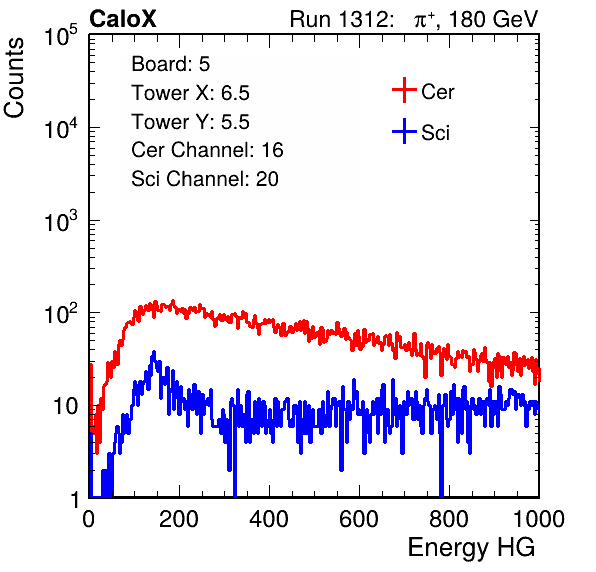 CaloX Run 1312: π⁺, 180 GeV
Board: 5
Tower X: 6.5
Tower Y: 5.5
Cer Channel: 16
Sci Channel: 20
Cer
Sci
Counts
10⁵
10⁴
10³
10²
10
1
0 200 400 600 800 1000
Energy HG